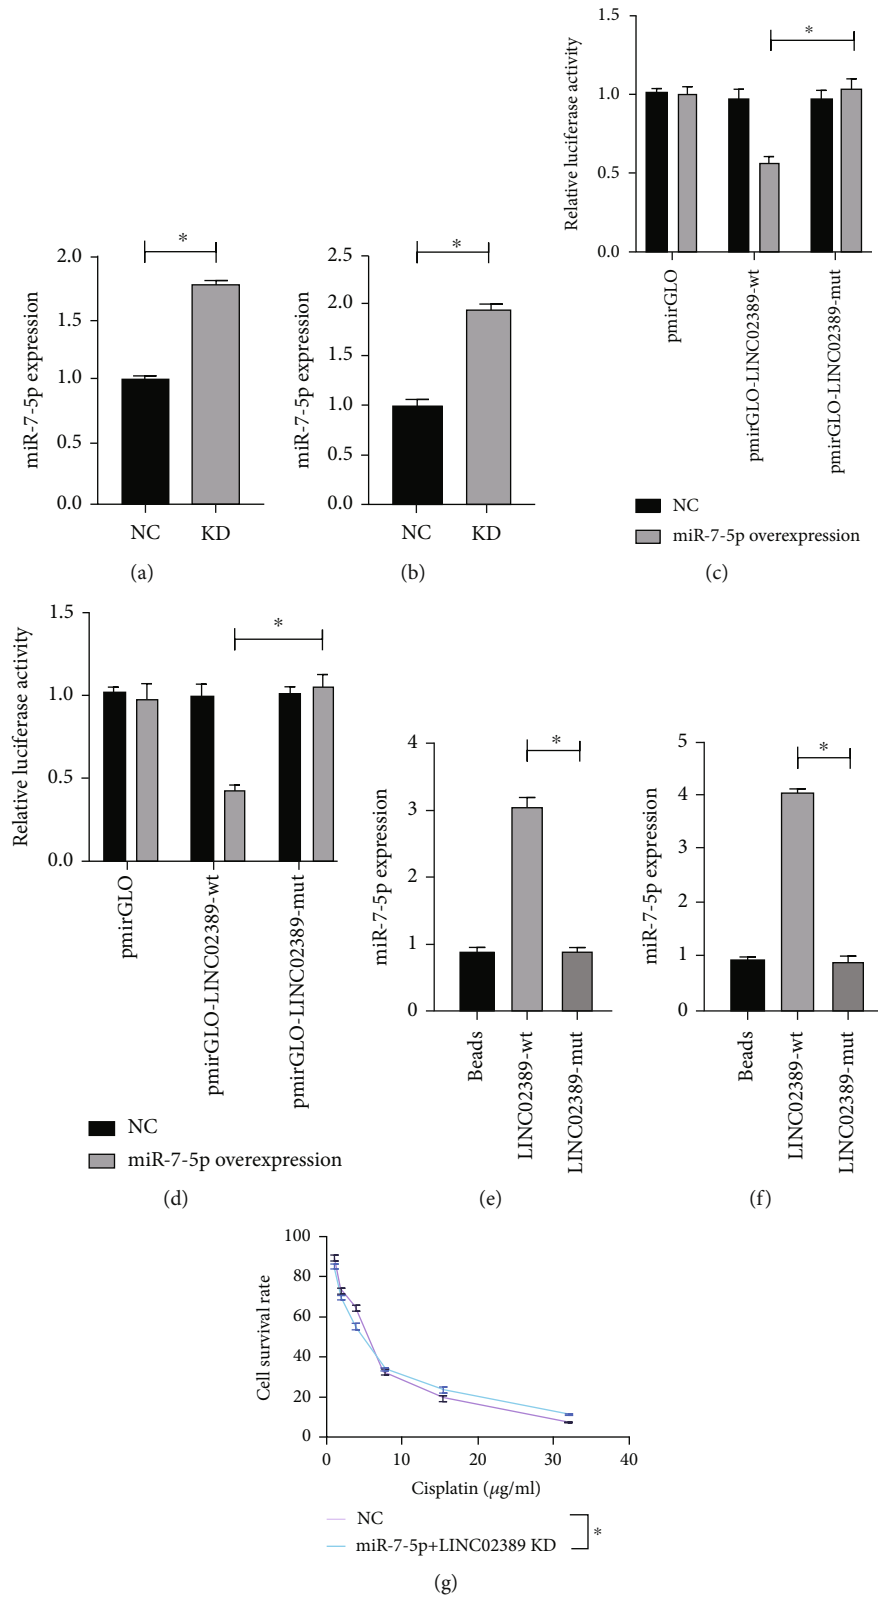 miR-7-5p expression
2.0
1.5
1.0
0.5
0.0
*
NC
KD
(a)
miR-7-5p expression
2.5
2.0
1.5
1.0
0.5
0.0
*
NC
KD
(b)
Relative luciferase activity
1.5
1.0
0.5
0.0
*
pmirGLO
pmirGLO-LINC02389-wt
pmirGLO-LINC02389-mut
NC
miR-7-5p overexpression
(c)
Relative luciferase activity
1.5
1.0
0.5
0.0
*
pmirGLO
pmirGLO-LINC02389-wt
pmirGLO-LINC02389-mut
NC
miR-7-5p overexpression
(d)
miR-7-5p expression
4
3
2
1
0
*
Beads
LINC02389-wt
LINC02389-mut
(e)
miR-7-5p expression
5
4
3
2
1
0
*
Beads
LINC02389-wt
LINC02389-mut
(f)
Cell survival rate
100
80
60
40
20
0
0 10 20 30 40
Cisplatin (μg/ml)
NC
miR-7-5p+LINC02389 KD
*
(g)